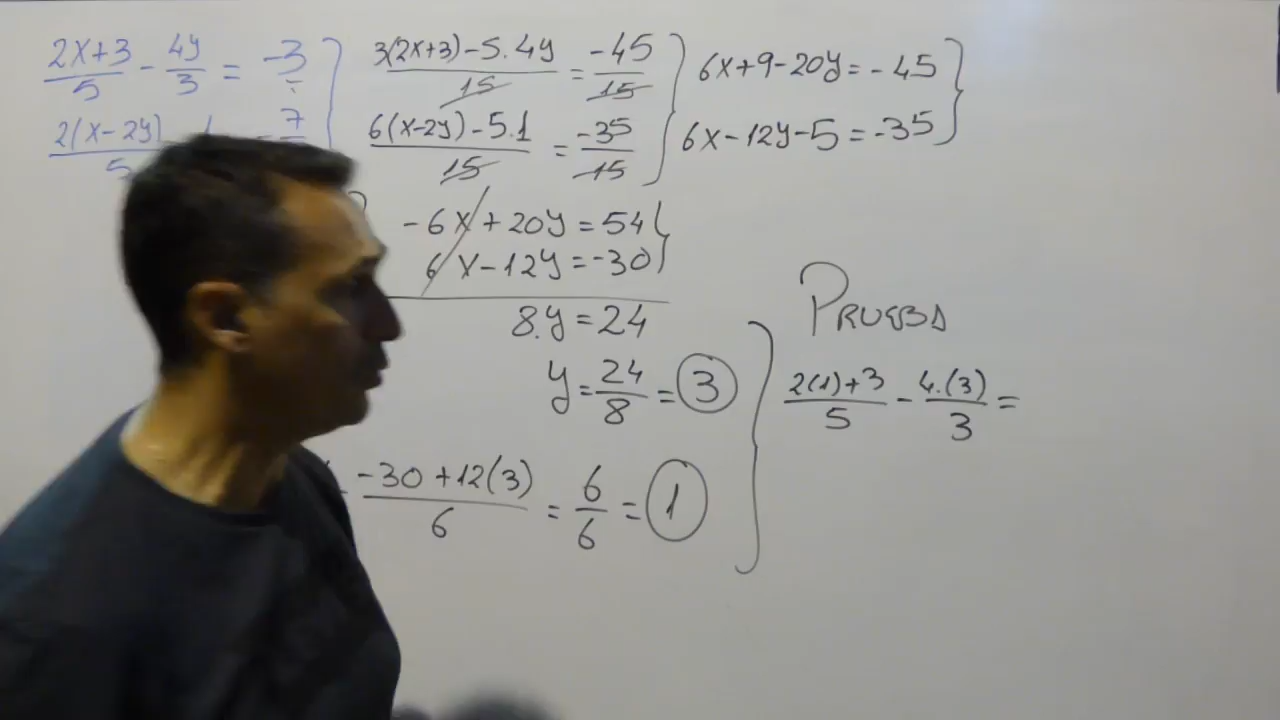 (2x+3)/5 - 4y/3 = -3 } (3(2x+3)-5.4y)/15 = -45/15 } 6x+9-20y=-45 }
2(x-2y)/5 7 (6(x-2y)-5.1)/15 = -35/15 6x-12y-5=-35
-6x+20y=54
6x-12y=-30
8.y=24
PRUEBA
y=24/8=3 } (2(1)+3)/5 - 4.(3)/3 =
(-30+12(3))/6 = 6/6 = 1